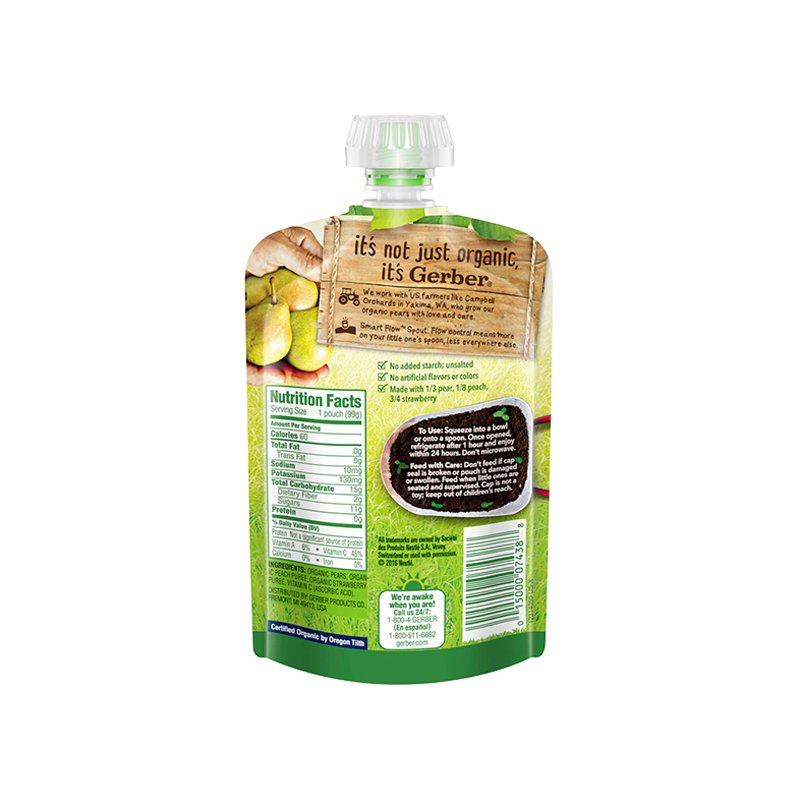 it's not just organic,
it's Gerber®
We work with US farmers like Campbell
Orchards in Yakima, WA, who grow our
organic pears with love and care.
Smart Flow™ Spout. Flow control means more
on your little one's spoon, less everywhere else.
No added starch; unsalted
No artificial flavors or colors
Made with 1/3 pear, 1/8 peach,
3/4 strawberry
Nutrition Facts
Serving Size 1 pouch (99g)
Amount Per Serving
Calories 60
Total Fat 0g
Trans Fat 0g
Sodium 10mg
Potassium 130mg
Total Carbohydrate 15g
Dietary Fiber 2g
Sugars 11g
Protein 0g
% Daily Value (DV)
Protein Not a significant source of protein
Vitamin A 6% • Vitamin C 45%
Calcium 0% • Iron 0%
INGREDIENTS: ORGANIC PEARS, ORGAN-
IC PEACH PUREE, ORGANIC STRAWBERRY
PUREE, VITAMIN C (ASCORBIC ACID).
DISTRIBUTED BY: GERBER PRODUCTS CO.
FREMONT, MI 49413, USA
Certified Organic by Oregon Tilth
To Use: Squeeze into a bowl
or onto a spoon. Once opened,
refrigerate after 1 hour and enjoy
within 24 hours. Don't microwave.
Feed with Care: Don't feed if cap
seal is broken or pouch is damaged
or swollen. Feed when little ones are
seated and supervised. Cap is not a
toy; keep out of children's reach.
All trademarks are owned by Société
des Produits Nestlé S.A., Vevey,
Switzerland or used with permission.
© 2016 Nestlé.
We're awake
when you are!
Call us 24/7:
1-800-4-GERBER
(En español)
1-800-511-6862
gerber.com
0 15000 07438 8